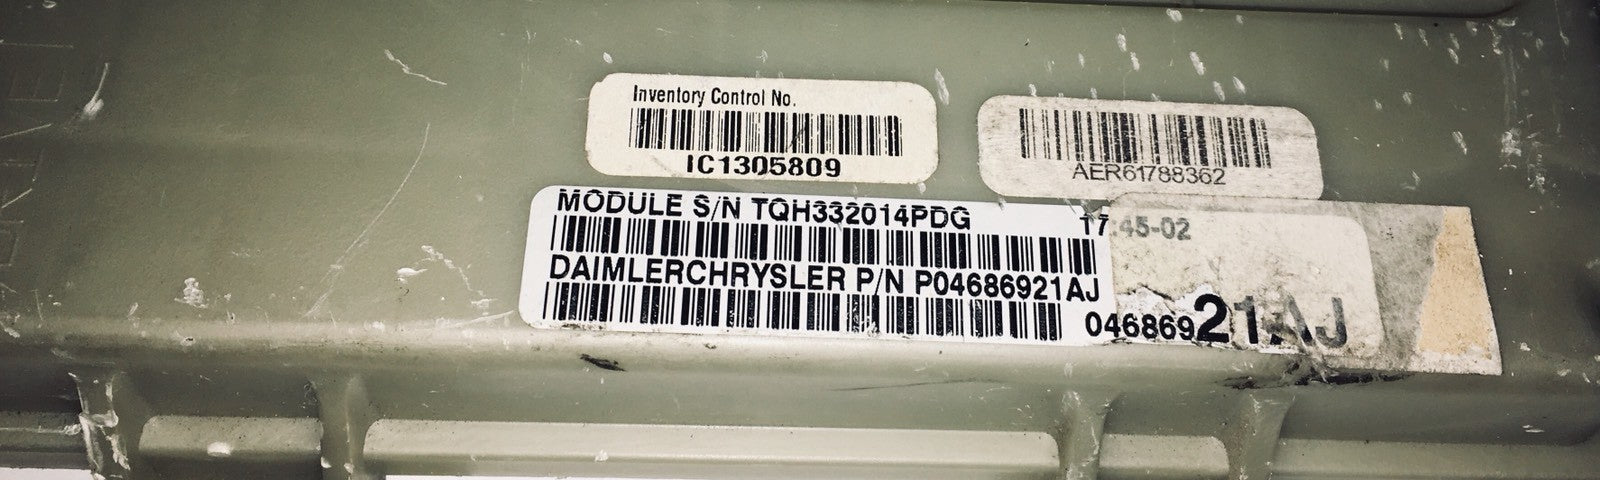 Inventory Control No.
IC1305809
AER61788362
MODULE S/N TQH332014PDG 17:45-02
DAIMLERCHRYSLER P/N P04686921AJ
04686921AJ